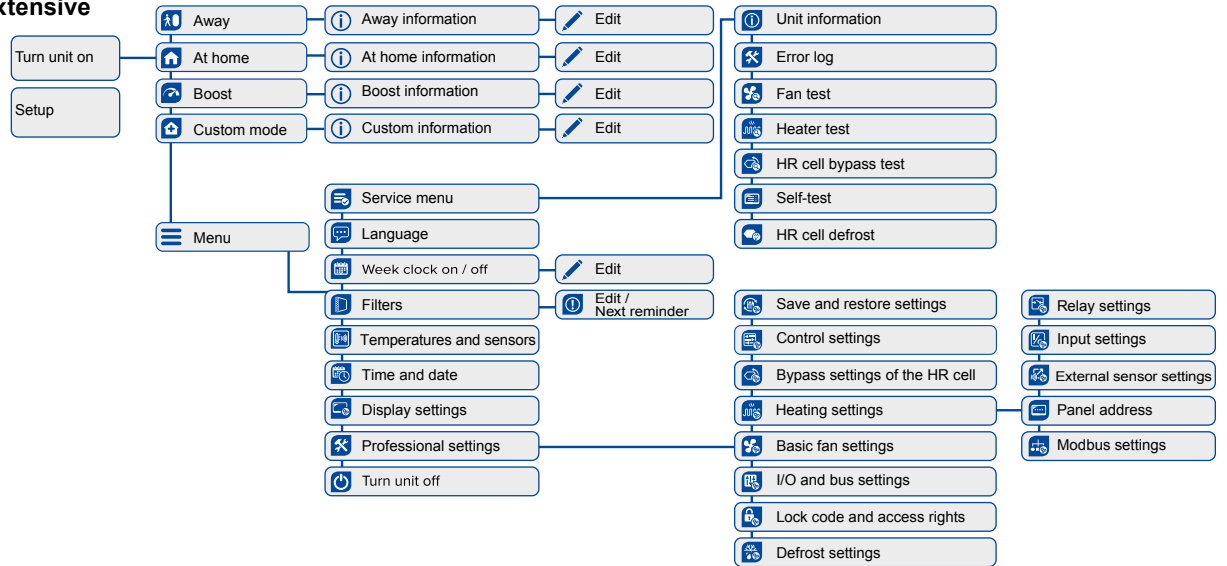 xtensive
Turn unit on
Setup
Away
At home
Boost
Custom mode
Menu
Away information
At home information
Boost information
Custom information
Edit
Edit
Edit
Edit
Service menu
Language
Week clock on / off
Filters
Temperatures and sensors
Time and date
Display settings
Professional settings
Turn unit off
Edit
Edit /
Next reminder
Unit information
Error log
Fan test
Heater test
HR cell bypass test
Self-test
HR cell defrost
Save and restore settings
Control settings
Bypass settings of the HR cell
Heating settings
Basic fan settings
I/O and bus settings
Lock code and access rights
Defrost settings
Relay settings
Input settings
External sensor settings
Panel address
Modbus settings